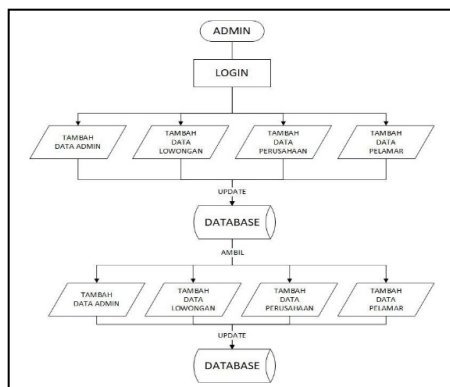 ADMIN
LOGIN
TAMBAH
DATA ADMIN
TAMBAH
DATA
LOWONGAN
TAMBAH
DATA
PERUSAHAAN
TAMBAH
DATA
PELAMAR
UPDATE
DATABASE
AMBIL
TAMBAH
DATA ADMIN
TAMBAH
DATA
LOWONGAN
TAMBAH
DATA
PERUSAHAAN
TAMBAH
DATA
PELAMAR
UPDATE
DATABASE